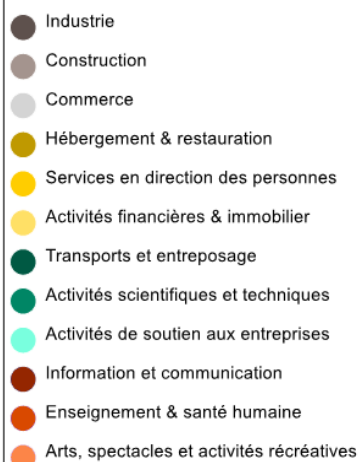 Industrie
Construction
Commerce
Hébergement & restauration
Services en direction des personnes
Activités financières & immobilier
Transports et entreposage
Activités scientifiques et techniques
Activités de soutien aux entreprises
Information et communication
Enseignement & santé humaine
Arts, spectacles et activités récréatives